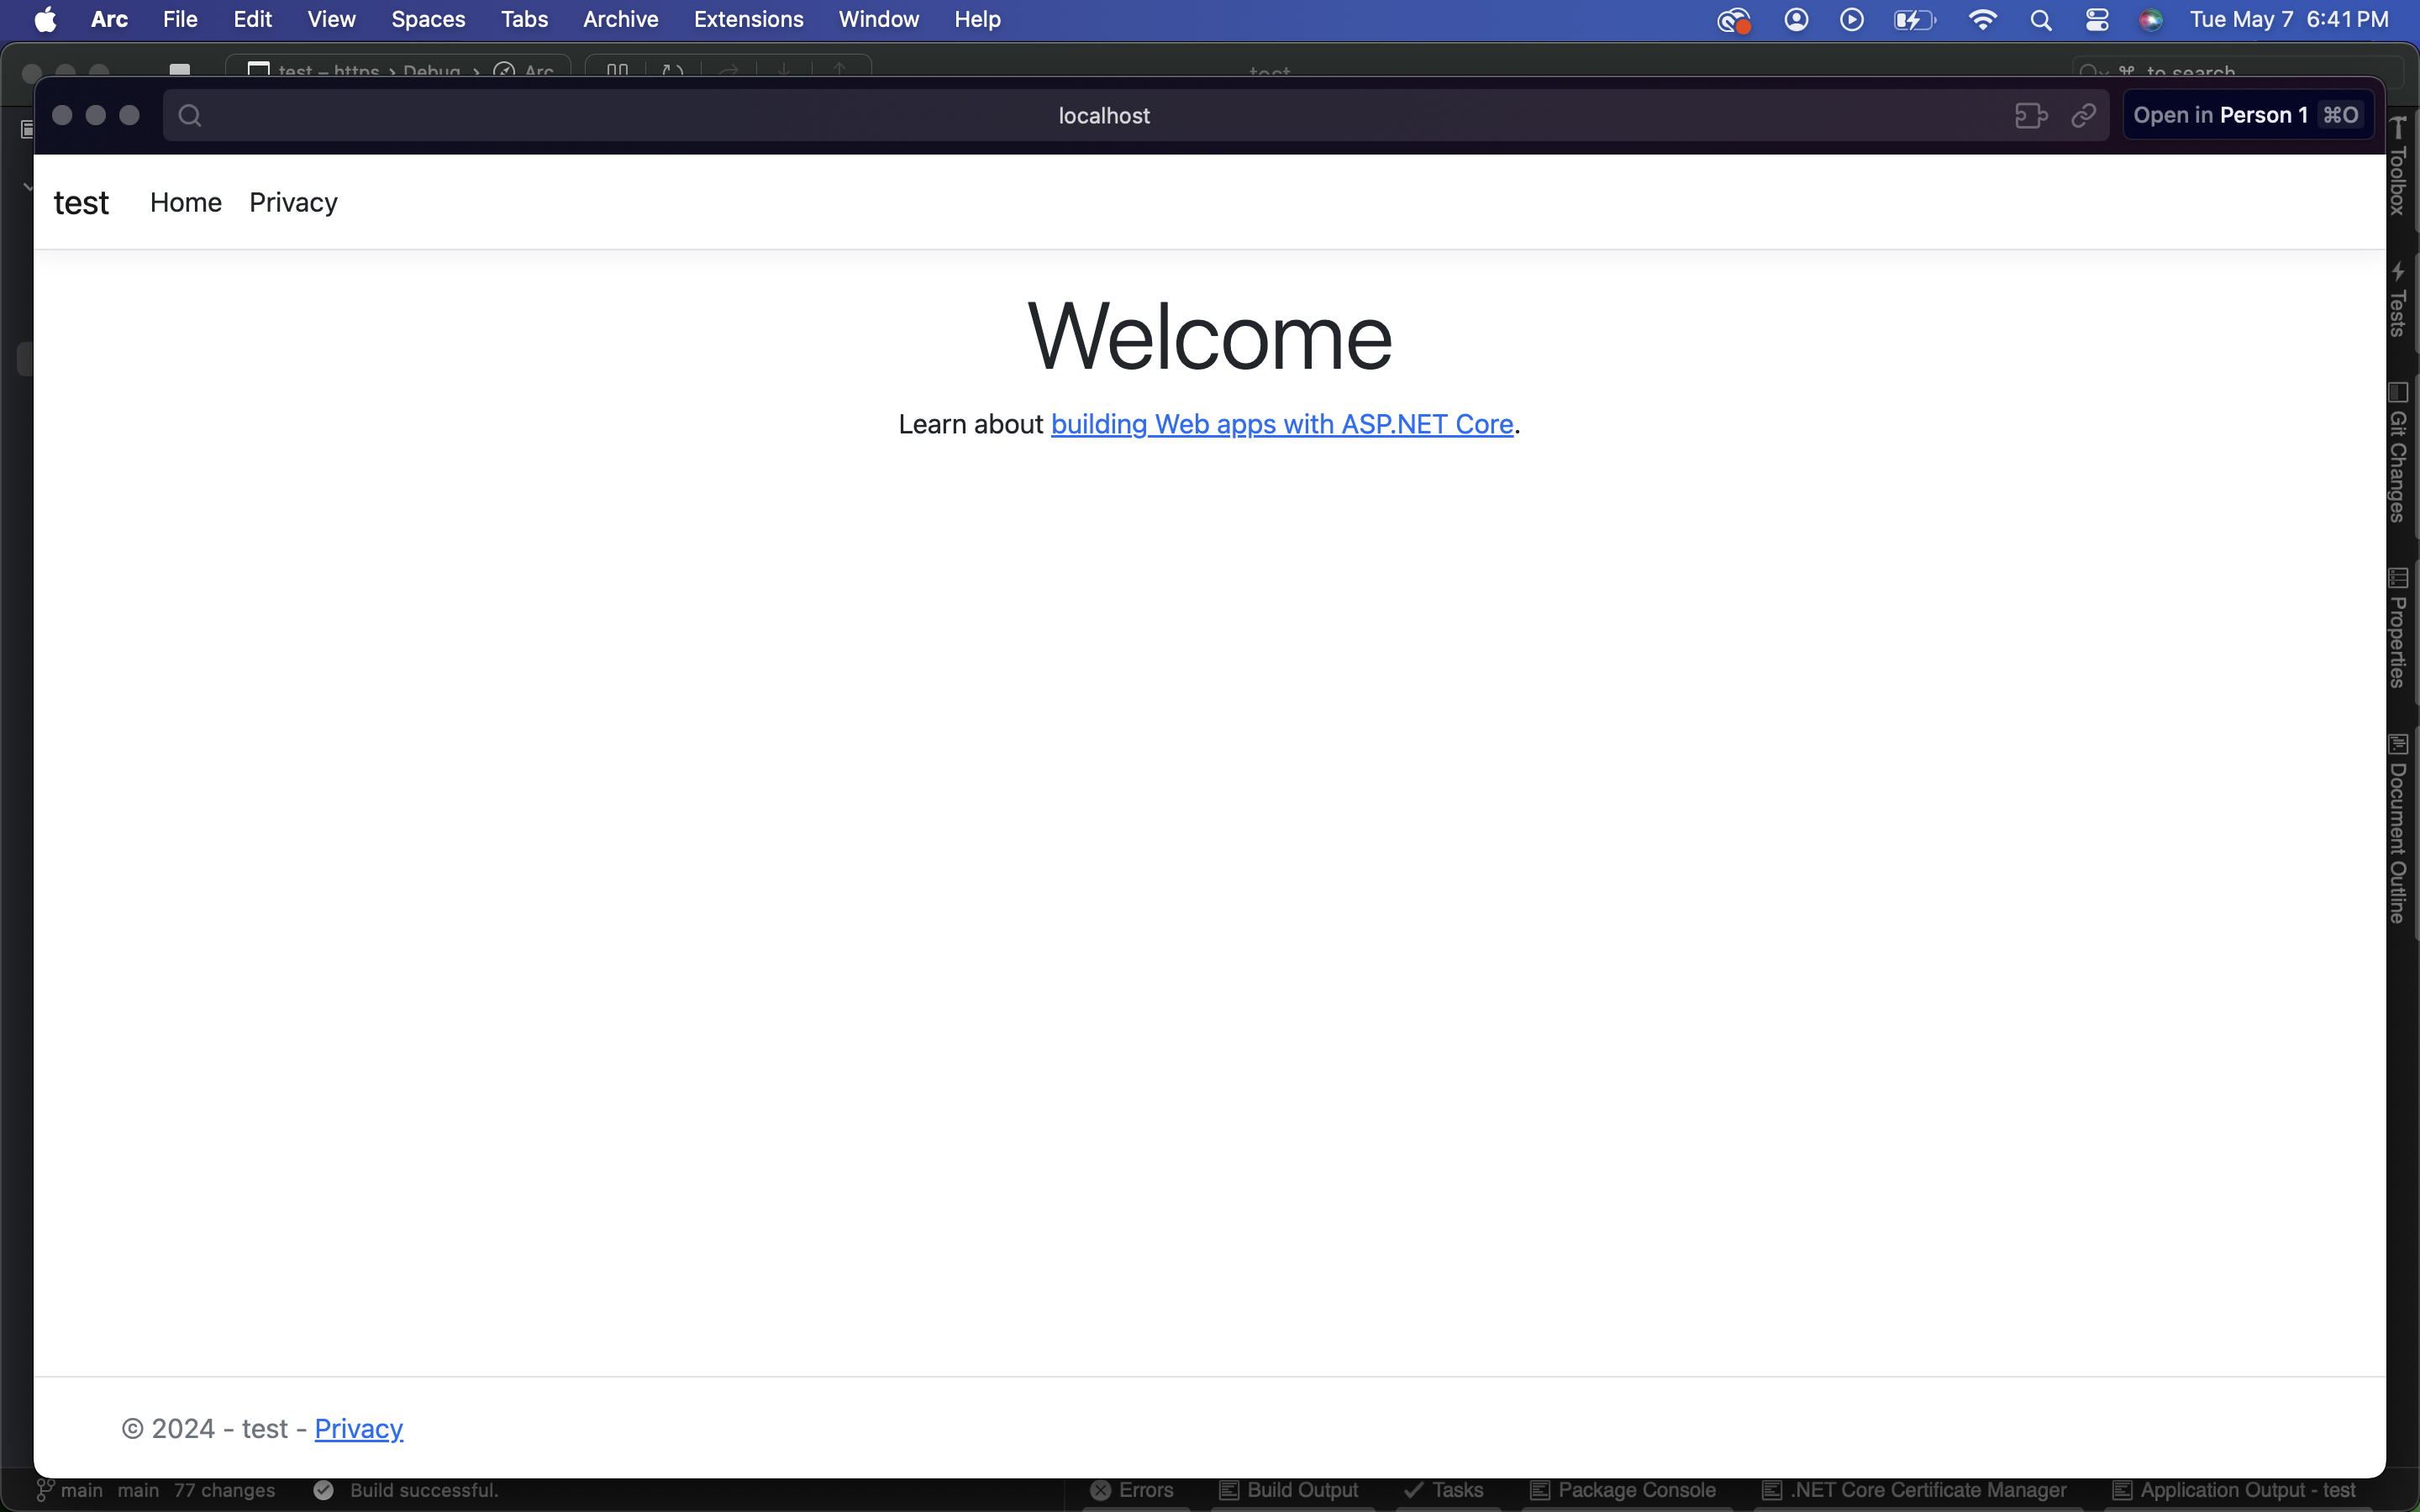 Arc File Edit View Spaces Tabs Archive Extensions Window Help Tue May 7 6:41 PM
test – https › Debug › Arc test ⌘ to search
localhost Open in Person 1 ⌘O
test Home Privacy
Welcome
Learn about building Web apps with ASP.NET Core.
Toolbox
Tests
Git Changes
Properties
Document Outline
© 2024 - test - Privacy
main main 77 changes Build successful. Errors Build Output Tasks Package Console .NET Core Certificate Manager Application Output - test